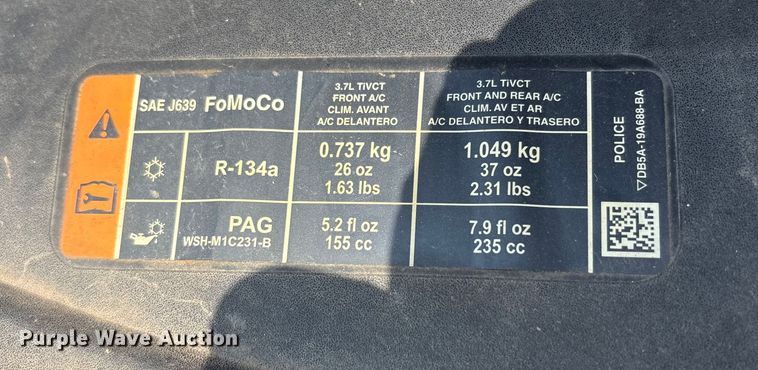 SAE J639 FoMoCo
3.7L TiVCT
FRONT A/C
CLIM. AVANT
A/C DELANTERO
3.7L TiVCT
FRONT AND REAR A/C
CLIM. AV ET AR
A/C DELANTERO Y TRASERO
R-134a
0.737 kg
26 oz
1.63 lbs
1.049 kg
37 oz
2.31 lbs
PAG
WSH-M1C231-B
5.2 fl oz
155 cc
7.9 fl oz
235 cc
POLICE
▽DB5A-19A688-BA
Purple Wave Auction